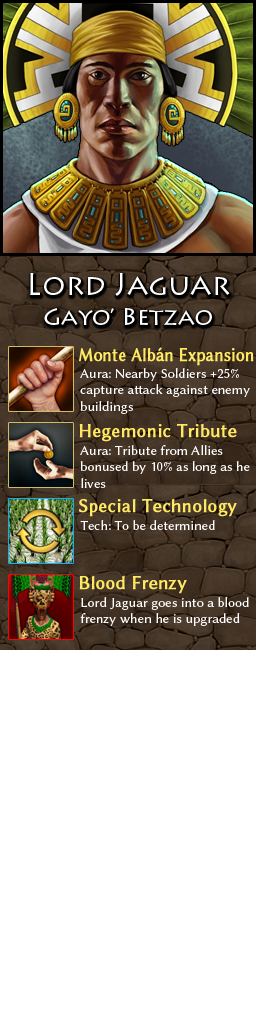 Lord Jaguar
Gayo' Betzao
Monte Albán Expansion
Aura: Nearby Soldiers +25%
capture attack against enemy
buildings
Hegemonic Tribute
Aura: Tribute from Allies
bonused by 10% as long as he
lives
Special Technology
Tech: To be determined
Blood Frenzy
Lord Jaguar goes into a blood
frenzy when he is upgraded